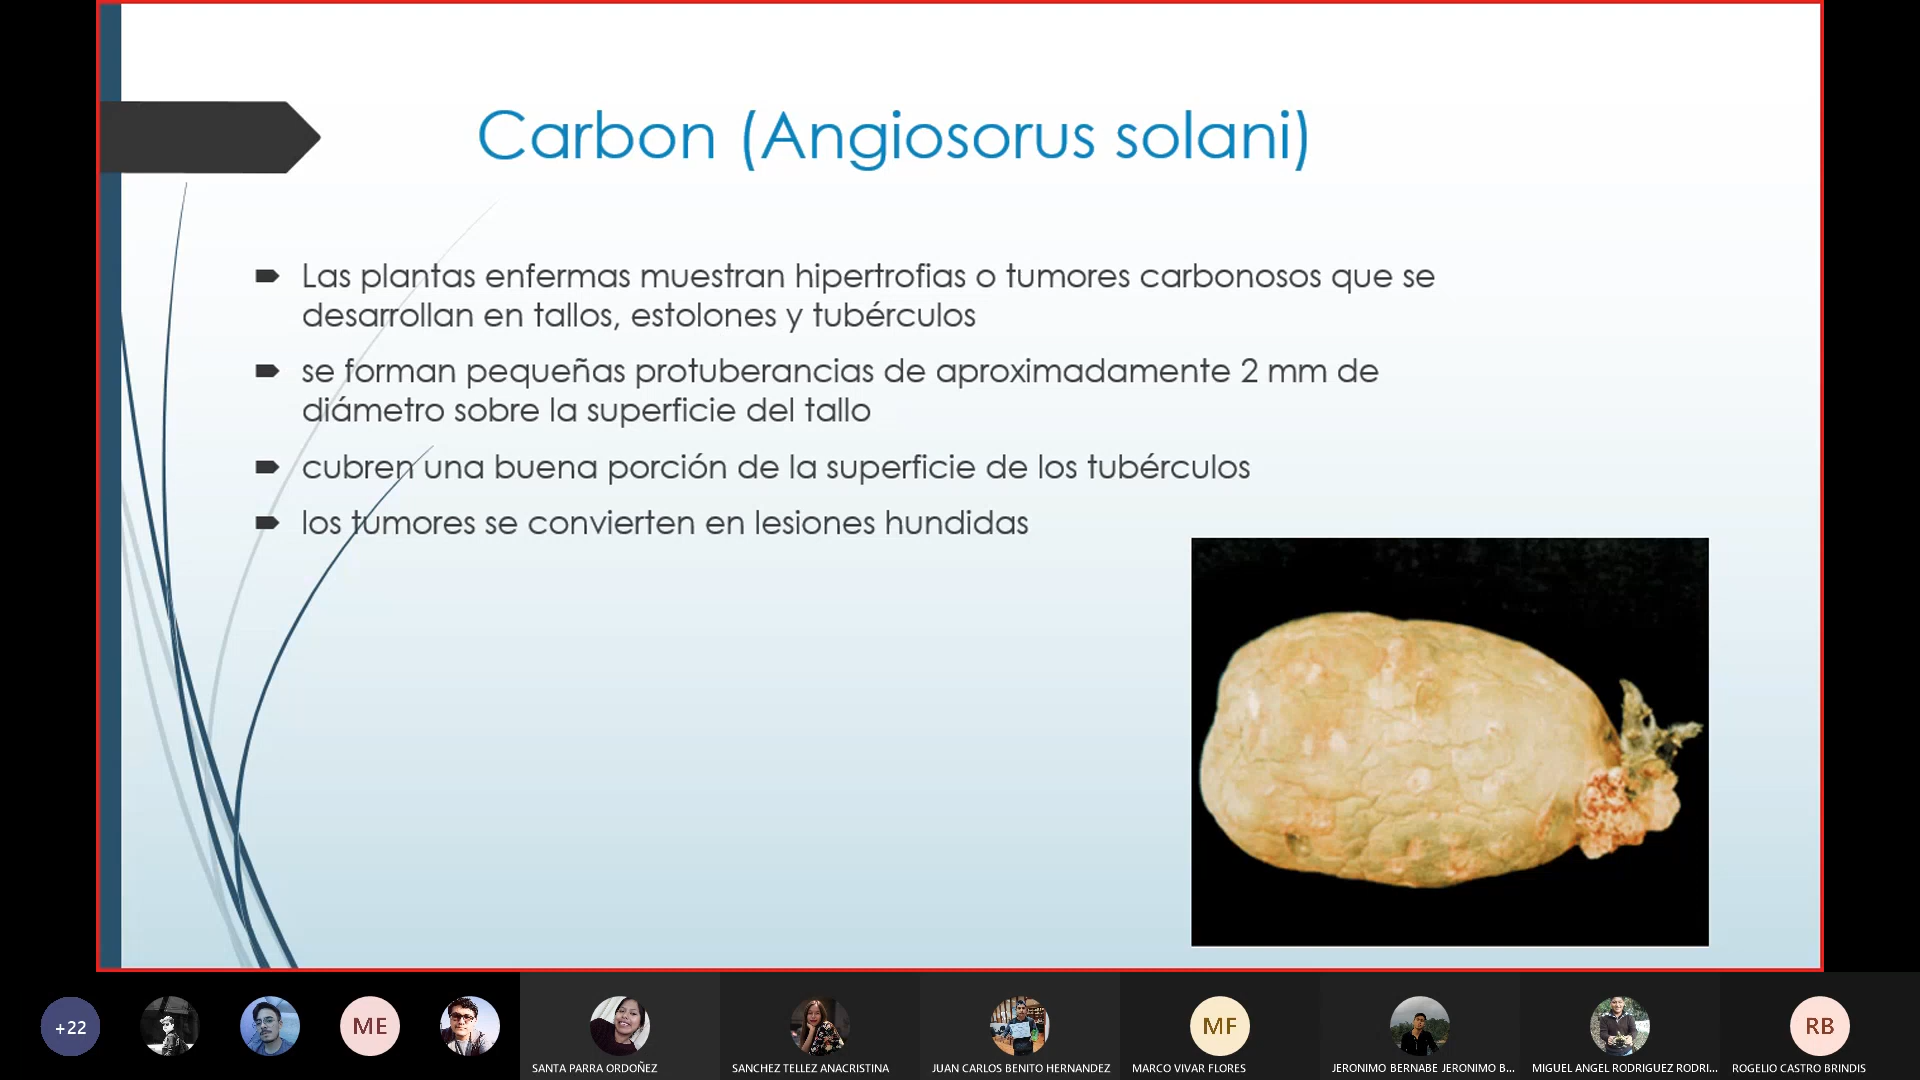 Carbon (Angiosorus solani)
Las plantas enfermas muestran hipertrofias o tumores carbonosos que se
desarrollan en tallos, estolones y tubérculos
se forman pequeñas protuberancias de aproximadamente 2 mm de
diámetro sobre la superficie del tallo
cubren una buena porción de la superficie de los tubérculos
los tumores se convierten en lesiones hundidas
+22
ME
MF
RB
SANTA PARRA ORDOÑEZ
SANCHEZ TELLEZ ANACRISTINA
JUAN CARLOS BENITO HERNANDEZ
MARCO VIVAR FLORES
JERONIMO BERNABE JERONIMO B...
MIGUEL ANGEL RODRIGUEZ RODRI...
ROGELIO CASTRO BRINDIS